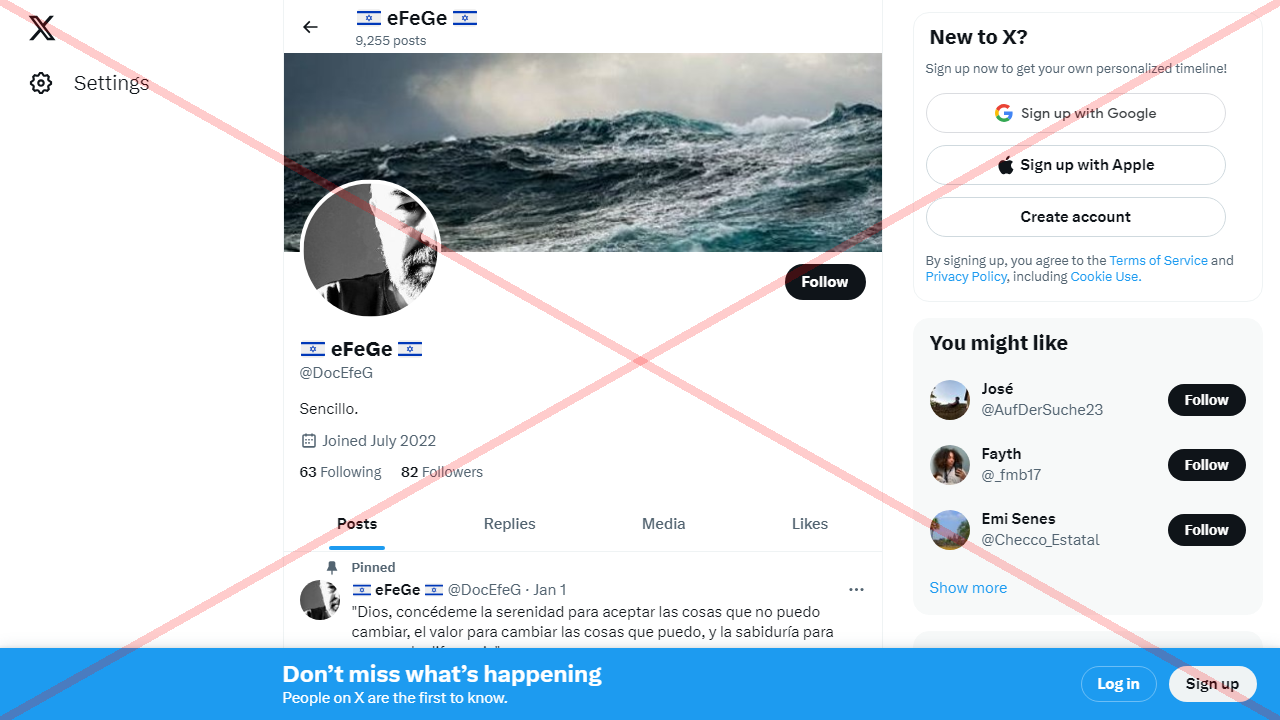 Settings
eFeGe
9,255 posts
Follow
eFeGe
@DocEfeG
Sencillo.
Joined July 2022
63 Following 82 Followers
Posts Replies Media Likes
Pinned
eFeGe @DocEfeG · Jan 1
"Dios, concédeme la serenidad para aceptar las cosas que no puedo
cambiar, el valor para cambiar las cosas que puedo, y la sabiduría para
New to X?
Sign up now to get your own personalized timeline!
Sign up with Google
Sign up with Apple
Create account
By signing up, you agree to the Terms of Service and
Privacy Policy, including Cookie Use.
You might like
José
@AufDerSuche23
Follow
Fayth
@_fmb17
Follow
Emi Senes
@Checco_Estatal
Follow
Show more
Don’t miss what’s happening
People on X are the first to know.
Log in
Sign up